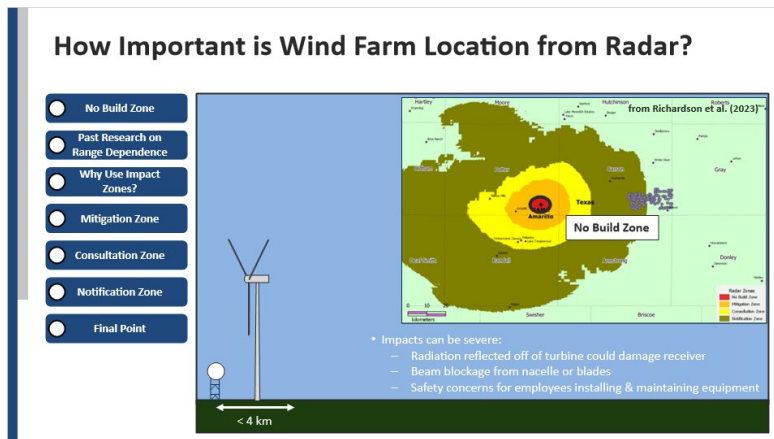 How Important is Wind Farm Location from Radar?
No Build Zone
Past Research on
Range Dependence
Why Use Impact
Zones?
Mitigation Zone
Consultation Zone
Notification Zone
Final Point
from Richardson et al. (2023)
Hartley
Moore
Hutchinson
Roberts
Potter
Carson
Gray
Texas
Amarillo
No Build Zone
Deaf Smith
Randall
Armstrong
Donley
Swisher
Briscoe
kilometers
Radar Zones
No Build Zone
Mitigation Zone
Consultation Zone
Notification Zone
• Impacts can be severe:
– Radiation reflected off of turbine could damage receiver
– Beam blockage from nacelle or blades
– Safety concerns for employees installing & maintaining equipment
< 4 km